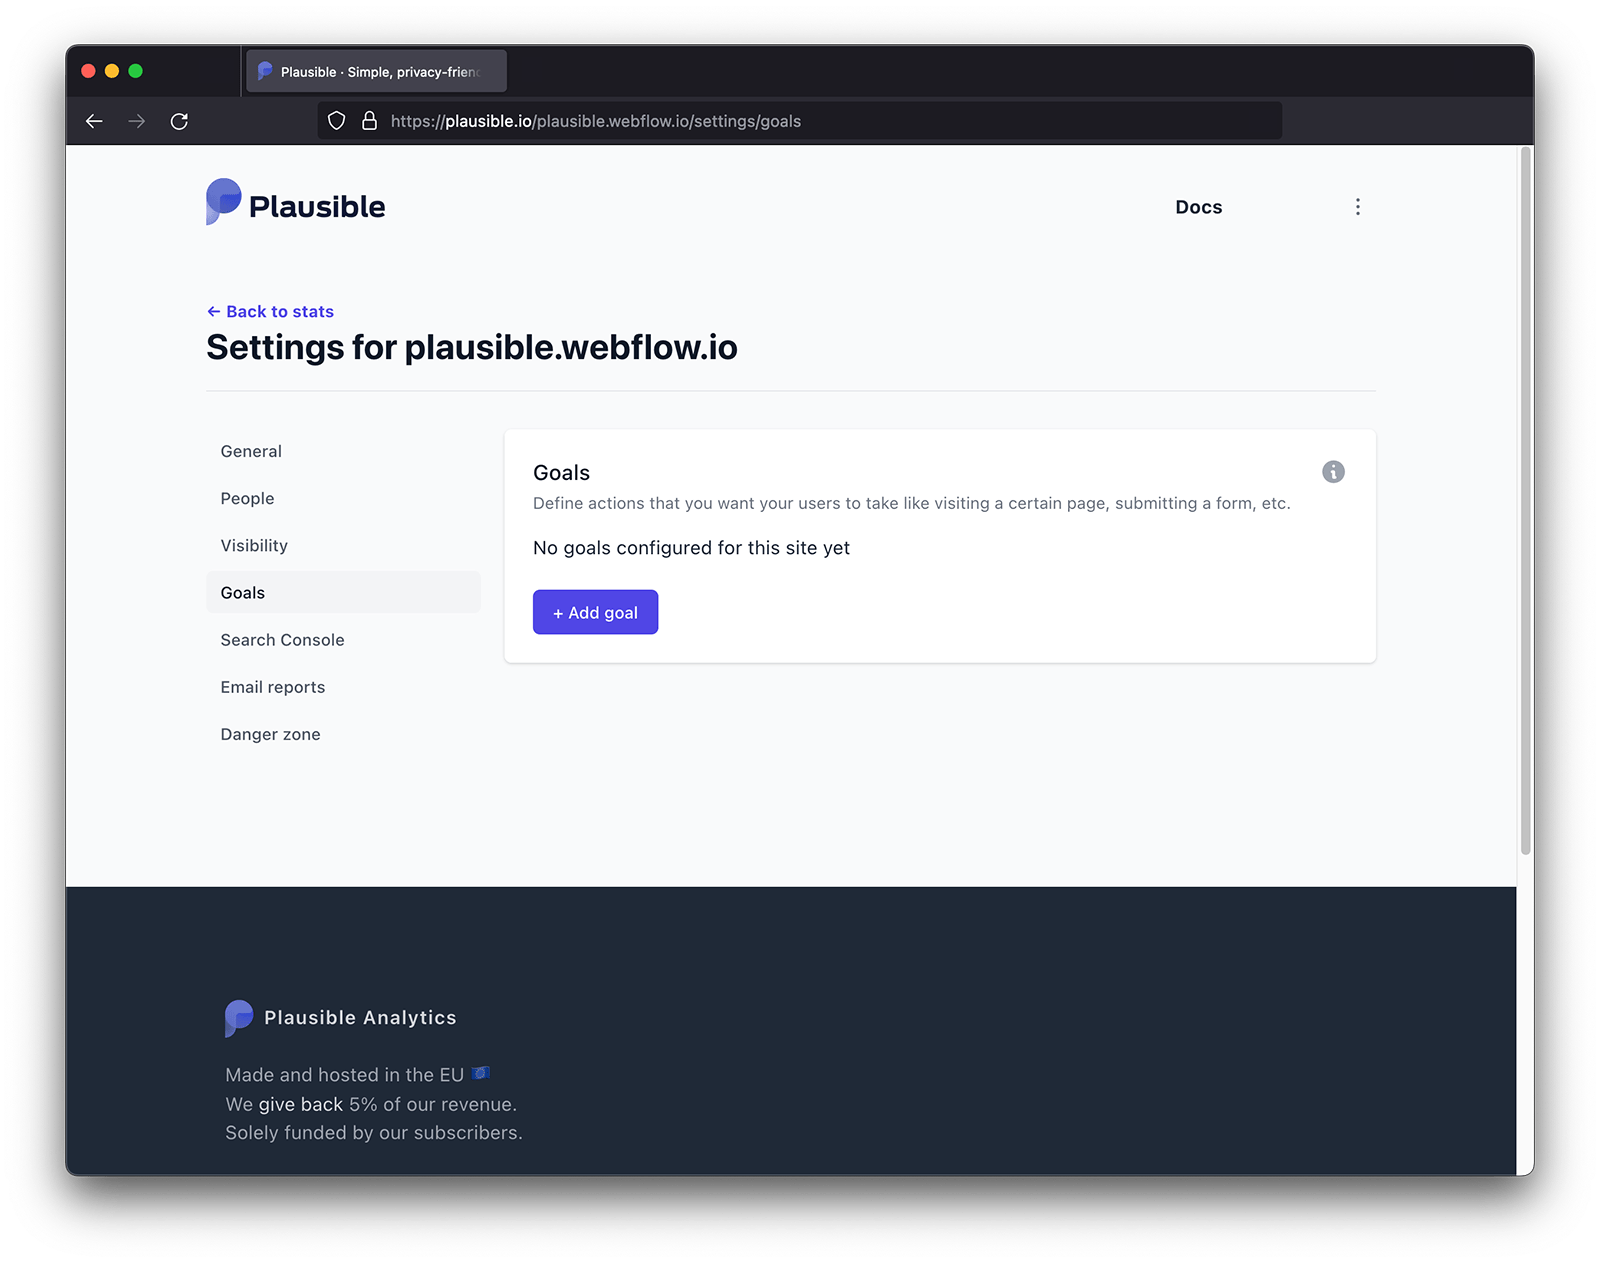 Plausible · Simple, privacy-frien
https://plausible.io/plausible.webflow.io/settings/goals
Plausible
Docs
← Back to stats
Settings for plausible.webflow.io
General
People
Visibility
Goals
Search Console
Email reports
Danger zone
Goals
Define actions that you want your users to take like visiting a certain page, submitting a form, etc.
No goals configured for this site yet
+ Add goal
Plausible Analytics
Made and hosted in the EU 🇪🇺
We give back 5% of our revenue.
Solely funded by our subscribers.